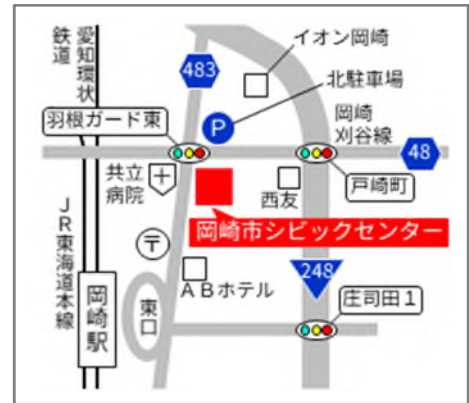 愛知環状
鉄道
483
イオン岡崎
北駐車場
P
羽根ガード東
岡崎
刈谷線
48
共立
病院
西友
戸崎町
岡崎市シビックセンター
〒
JR東海道本線
ABホテル
248
岡崎駅
東口
庄司田1